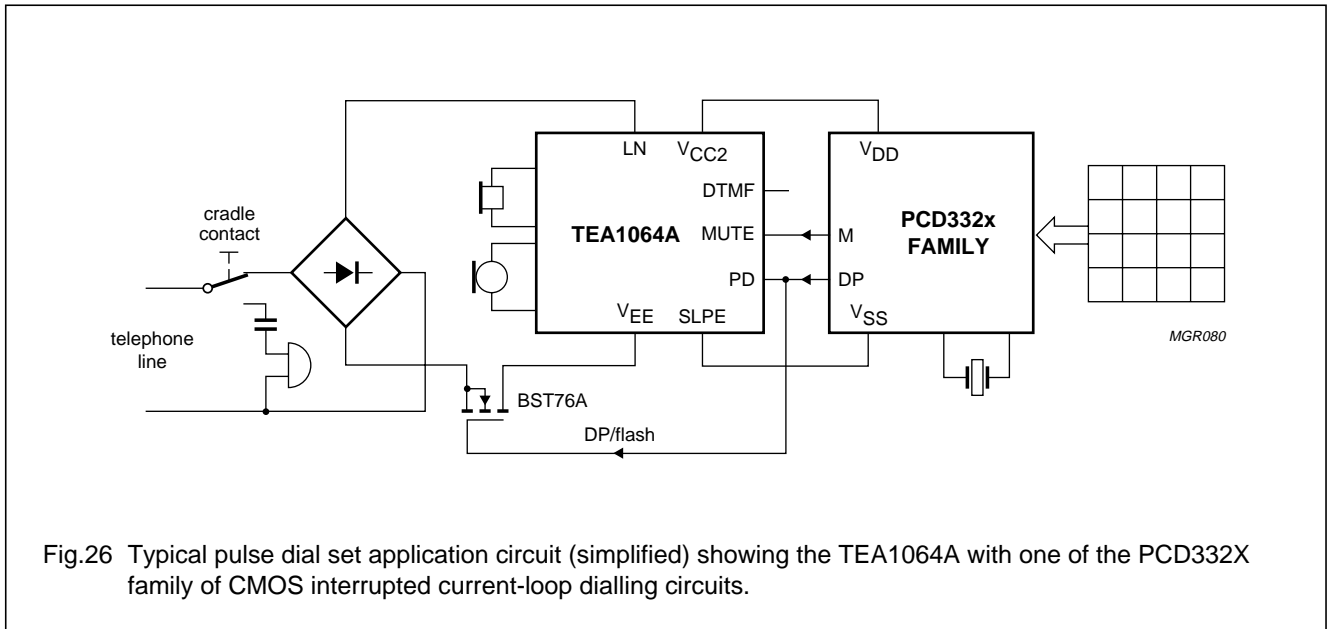 LN
VCC2
VDD
DTMF
cradle
contact
TEA1064A
MUTE
M
PCD332x
FAMILY
PD
DP
VEE
SLPE
VSS
MGR080
telephone
line
BST76A
DP/flash
Fig.26 Typical pulse dial set application circuit (simplified) showing the TEA1064A with one of the PCD332X
family of CMOS interrupted current-loop dialling circuits.